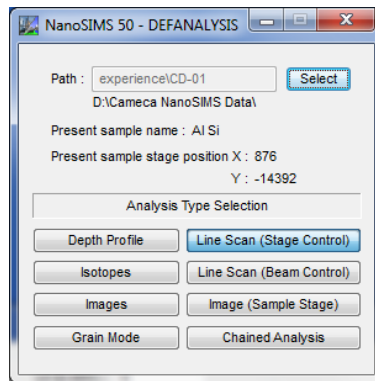 NanoSIMS 50 - DEFANALYSIS
Path : experience\CD-01 Select
D:\Cameca NanoSIMS Data\
Present sample name : Al Si
Present sample stage position X : 876
Y : -14392
Analysis Type Selection
Depth Profile Line Scan (Stage Control)
Isotopes Line Scan (Beam Control)
Images Image (Sample Stage)
Grain Mode Chained Analysis